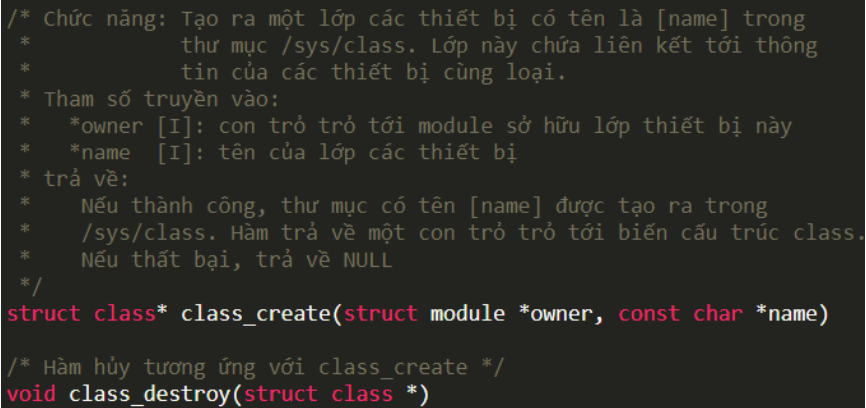 /* Chức năng: Tạo ra một lớp các thiết bị có tên là [name] trong
 *            thư mục /sys/class. Lớp này chứa liên kết tới thông
 *            tin của các thiết bị cùng loại.
 * Tham số truyền vào:
 *   *owner [I]: con trỏ trỏ tới module sở hữu lớp thiết bị này
 *   *name  [I]: tên của lớp các thiết bị
 * trả về:
 *    Nếu thành công, thư mục có tên [name] được tạo ra trong
 *    /sys/class. Hàm trả về một con trỏ trỏ tới biến cấu trúc class.
 *    Nếu thất bại, trả về NULL
 */
struct class* class_create(struct module *owner, const char *name)
/* Hàm hủy tương ứng với class_create */
void class_destroy(struct class *)